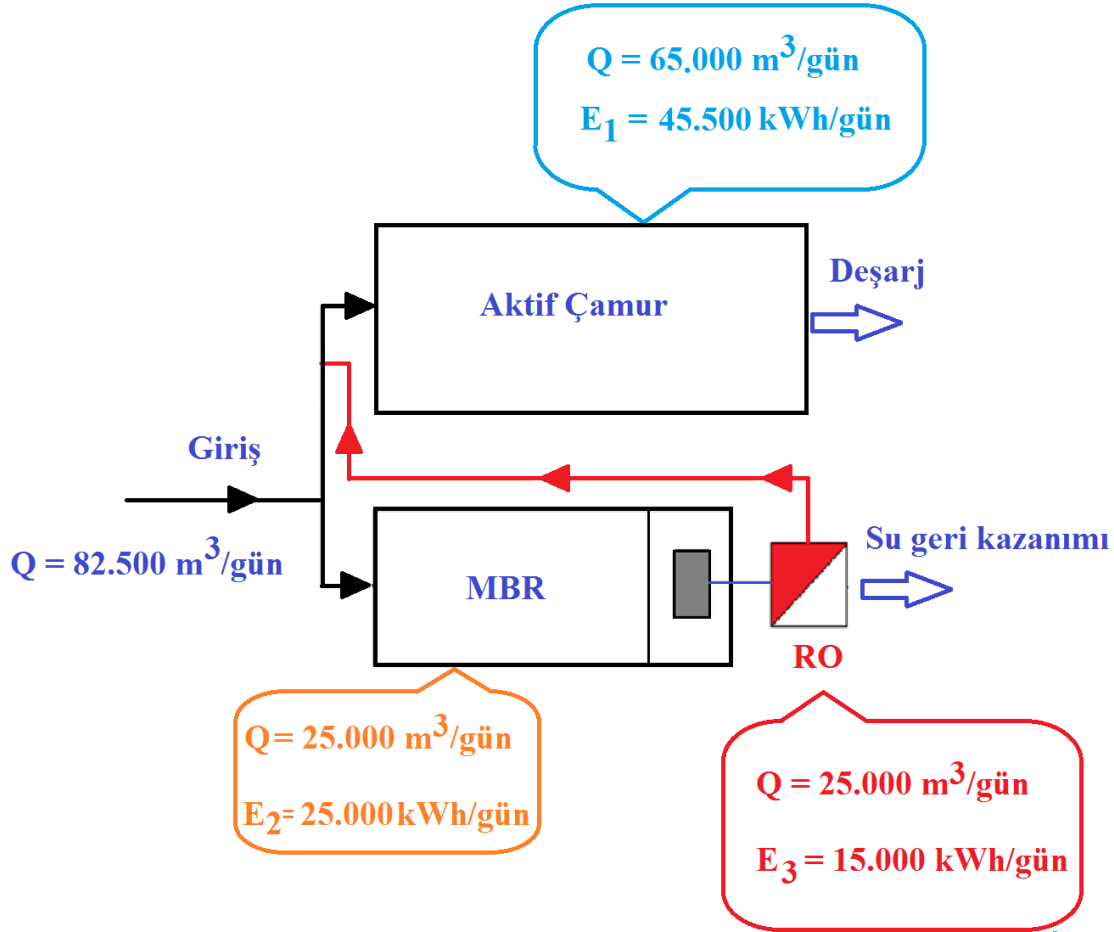 Q = 65.000 m³/gün
E₁ = 45.500 kWh/gün
Deşarj
Aktif Çamur
Giriş
Q = 82.500 m³/gün
Su geri kazanımı
MBR
RO
Q = 25.000 m³/gün
E₂ = 25.000 kWh/gün
Q = 25.000 m³/gün
E₃ = 15.000 kWh/gün